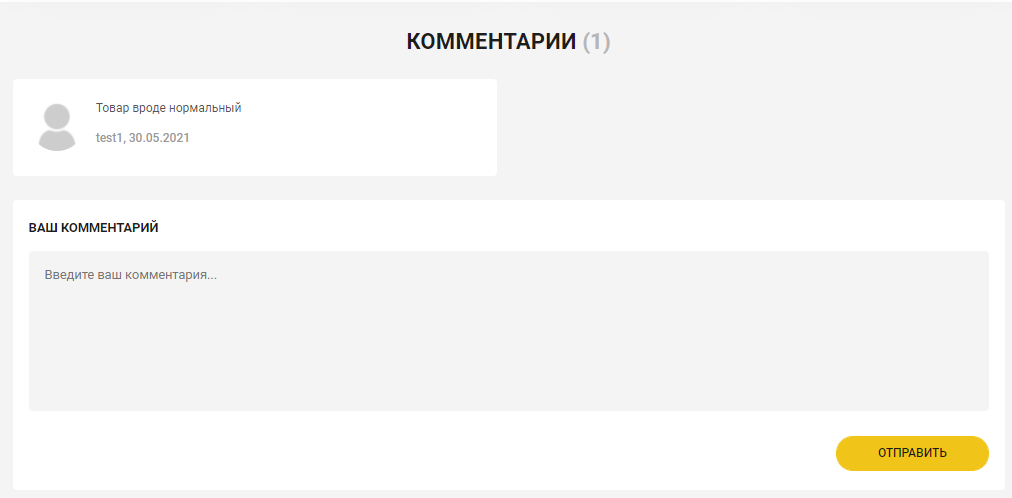 КОММЕНТАРИИ (1)
Товар вроде нормальный
test1, 30.05.2021
ВАШ КОММЕНТАРИЙ
Введите ваш комментария...
ОТПРАВИТЬ